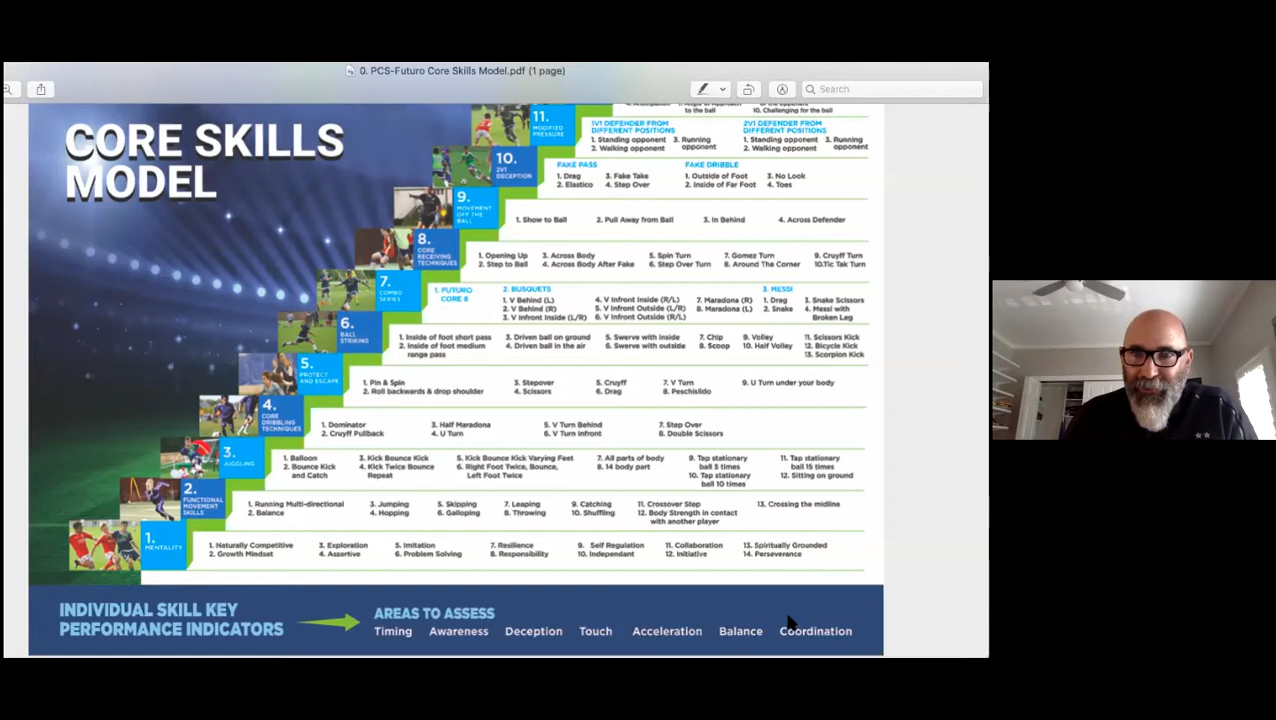 0. PCS-Futuro Core Skills Model.pdf (1 page)
Search
CORE SKILLS
MODEL
to the ball
10. Challenging for the ball
11.
MODIFIED
PRESSURE
1V1 DEFENDER FROM
DIFFERENT POSITIONS
1. Standing opponent
2. Walking opponent
3. Running
opponent
2V1 DEFENDER FROM
DIFFERENT POSITIONS
1. Standing opponent
2. Walking opponent
3. Running
opponent
10.
2V1
DECEPTION
FAKE PASS
1. Drag
2. Elastico
3. Fake Take
4. Step Over
FAKE DRIBBLE
1. Outside of Foot
2. Inside of Far Foot
3. No Look
4. Toes
9.
MOVEMENT
OFF THE
BALL
1. Show to Ball
2. Pull Away from Ball
3. In Behind
4. Across Defender
8.
CORE
RECEIVING
TECHNIQUES
1. Opening Up
2. Step to Ball
3. Across Body
4. Across Body After Fake
5. Spin Turn
6. Step Over Turn
7. Gomez Turn
8. Around The Corner
9. Cruyff Turn
10.Tic Tak Turn
7.
COMBO
SERIES
1. FUTURO
CORE 8
2. BUSQUETS
1. V Behind (L)
2. V Behind (R)
3. V Infront Inside (L/R)
4. V Infront Inside (R/L)
5. V Infront Outside (L/R)
6. V Infront Outside (R/L)
7. Maradona (R)
8. Maradona (L)
3. MESSI
1. Drag
2. Snake
3. Snake Scissors
4. Messi with
Broken Leg
6.
BALL
STRIKING
1. Inside of foot short pass
2. Inside of foot medium
range pass
3. Driven ball on ground
4. Driven ball in the air
5. Swerve with inside
6. Swerve with outside
7. Chip
8. Scoop
9. Volley
10. Half Volley
11. Scissors Kick
12. Bicycle Kick
13. Scorpion Kick
5.
PROTECT
AND ESCAPE
1. Pin & Spin
2. Roll backwards & drop shoulder
3. Stepover
4. Scissors
5. Cruyff
6. Drag
7. V Turn
8. Peschisildo
9. U Turn under your body
4.
CORE
DRIBBLING
TECHNIQUES
1. Dominator
2. Cruyff Pullback
3. Half Maradona
4. U Turn
5. V Turn Behind
6. V Turn Infront
7. Step Over
8. Double Scissors
3.
JUGGLING
1. Balloon
2. Bounce Kick
and Catch
3. Kick Bounce Kick
4. Kick Twice Bounce
Repeat
5. Kick Bounce Kick Varying Feet
6. Right Foot Twice, Bounce,
Left Foot Twice
7. All parts of body
8. 14 body part
9. Tap stationary
ball 5 times
10. Tap stationary
ball 10 times
11. Tap stationary
ball 15 times
12. Sitting on ground
2.
FUNCTIONAL
MOVEMENT
SKILLS
1. Running Multi-directional
2. Balance
3. Jumping
4. Hopping
5. Skipping
6. Galloping
7. Leaping
8. Throwing
9. Catching
10. Shuffling
11. Crossover Step
12. Body Strength in contact
with another player
13. Crossing the midline
1.
MENTALITY
1. Naturally Competitive
2. Growth Mindset
3. Exploration
4. Assortive
5. Imitation
6. Problem Solving
7. Resilience
8. Responsibility
9. Self Regulation
10. Independant
11. Collaboration
12. Initiative
13. Spiritually Grounded
14. Perseverance
INDIVIDUAL SKILL KEY
PERFORMANCE INDICATORS
AREAS TO ASSESS
Timing Awareness Deception Touch Acceleration Balance Coordination